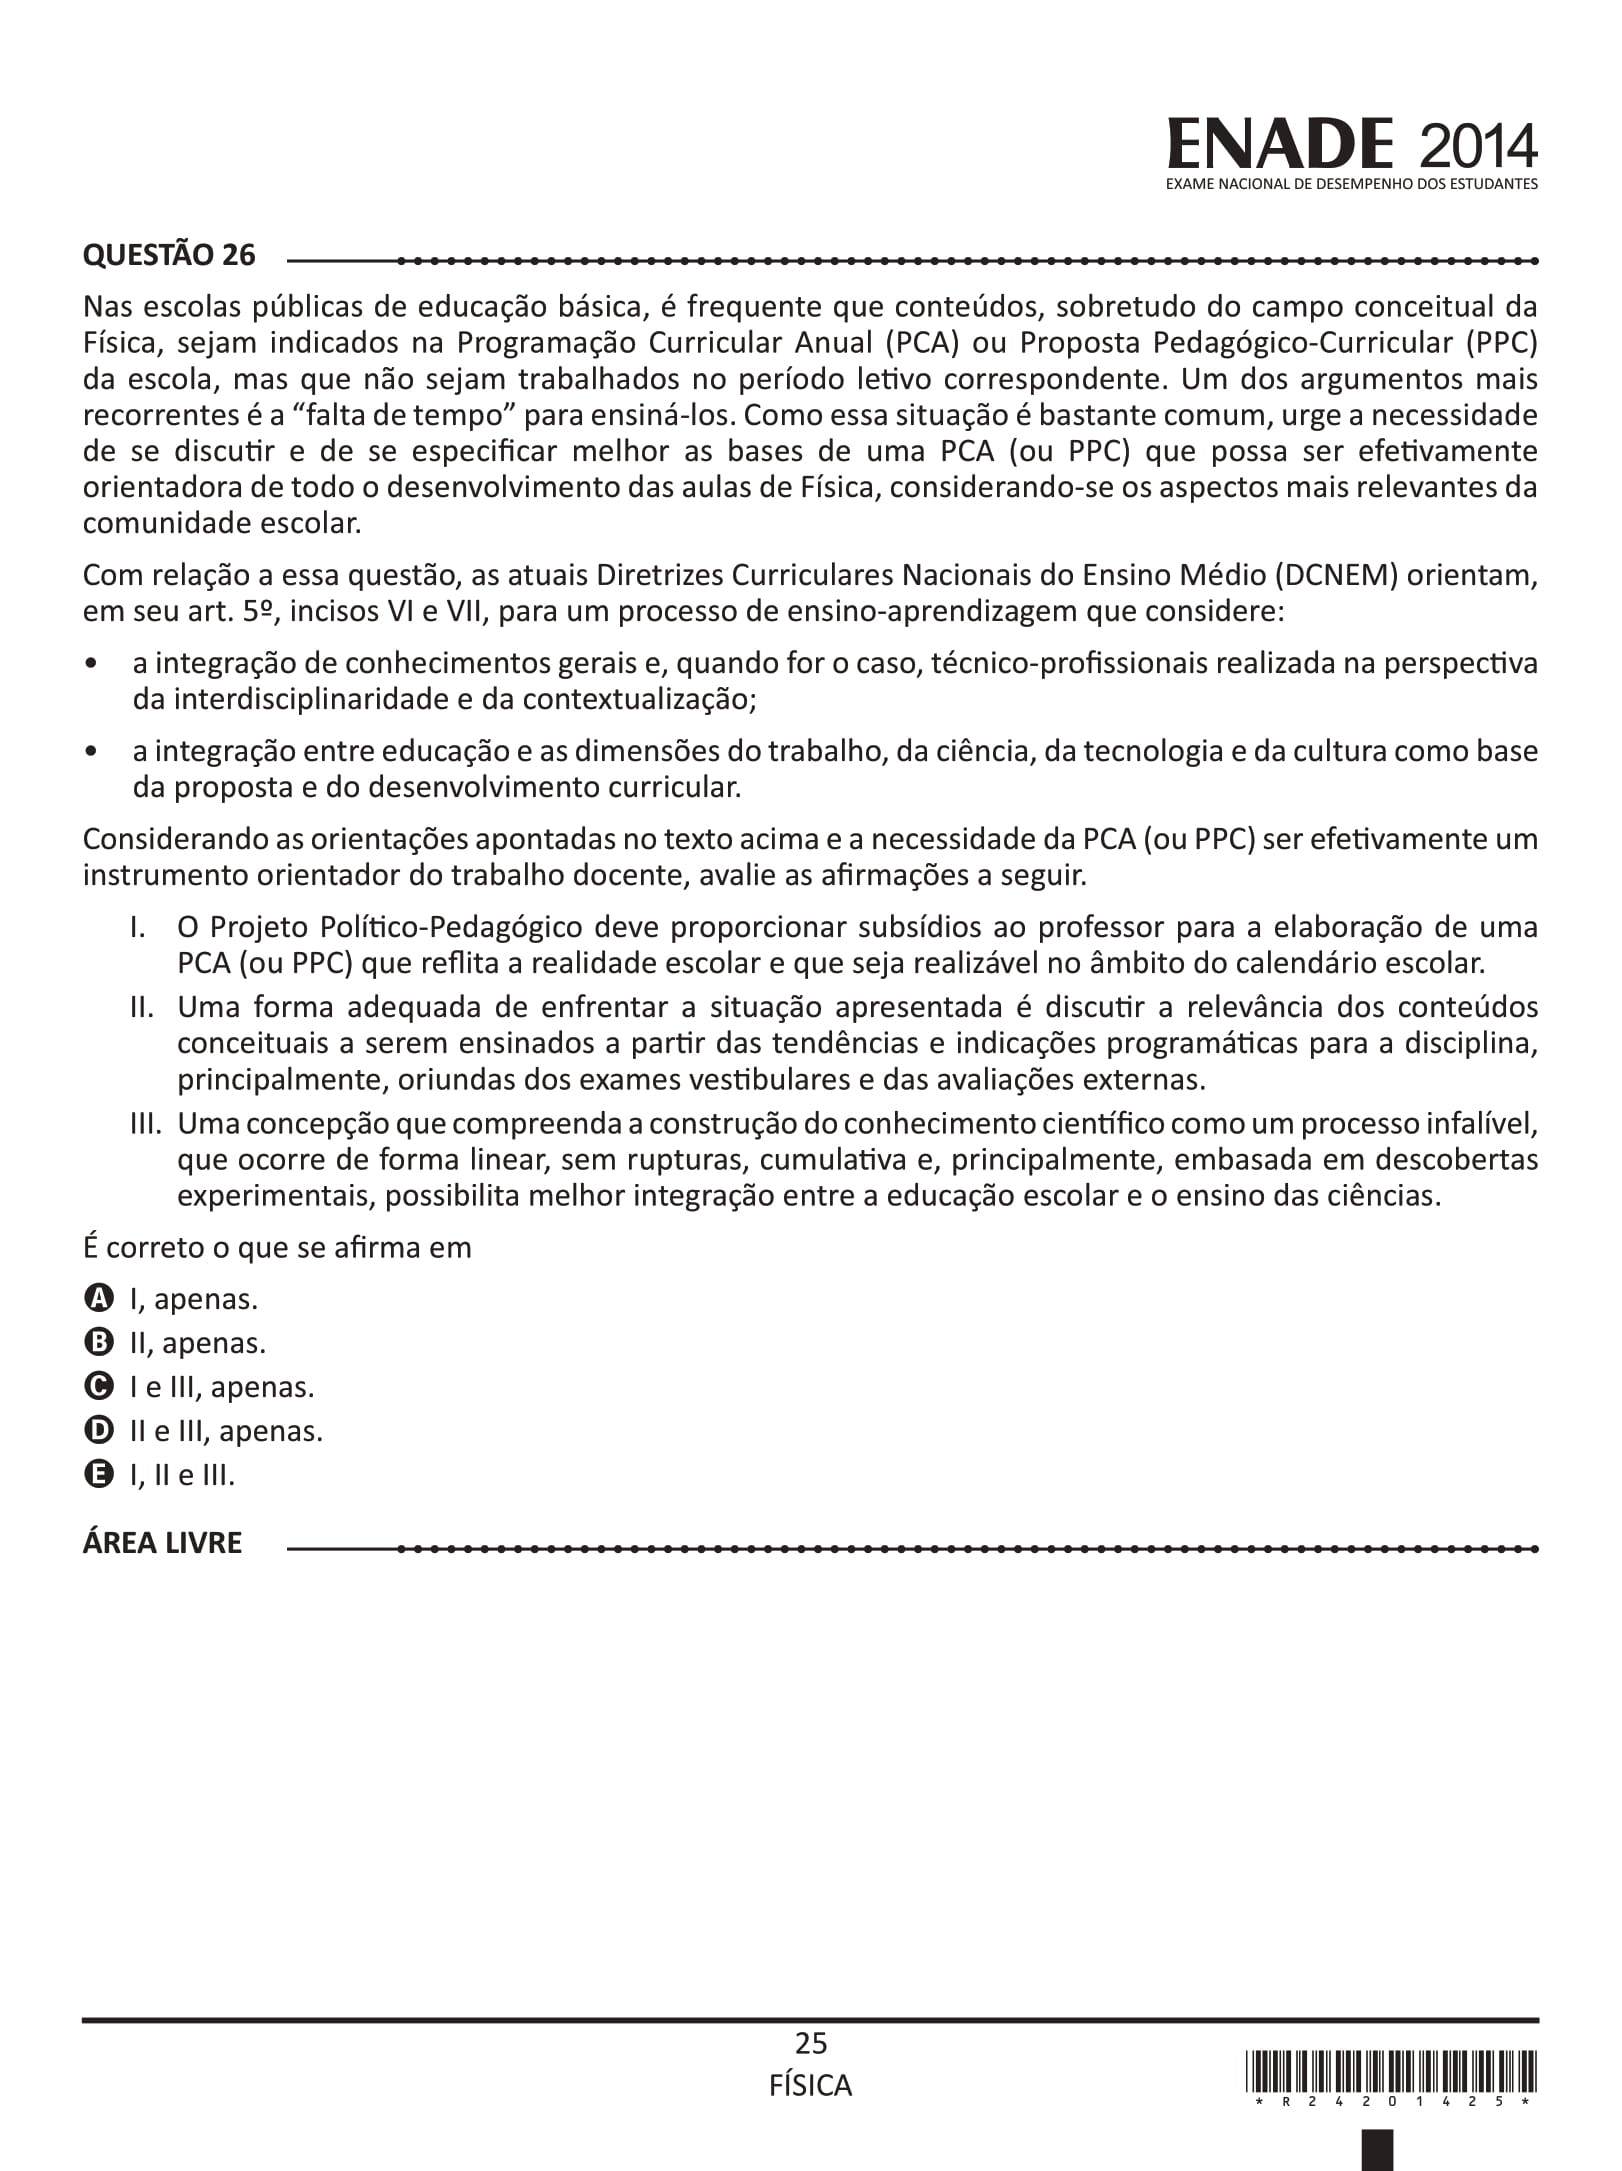 ENADE 2014
EXAME NACIONAL DE DESEMPENHO DOS ESTUDANTES
QUESTÃO 26
Nas escolas públicas de educação básica, é frequente que conteúdos, sobretudo do campo conceitual da
Física, sejam indicados na Programação Curricular Anual (PCA) ou Proposta Pedagógico-Curricular (PPC)
da escola, mas que não sejam trabalhados no período letivo correspondente. Um dos argumentos mais
recorrentes é a “falta de tempo” para ensiná-los. Como essa situação é bastante comum, urge a necessidade
de se discutir e de se especificar melhor as bases de uma PCA (ou PPC) que possa ser efetivamente
orientadora de todo o desenvolvimento das aulas de Física, considerando-se os aspectos mais relevantes da
comunidade escolar.
Com relação a essa questão, as atuais Diretrizes Curriculares Nacionais do Ensino Médio (DCNEM) orientam,
em seu art. 5º, incisos VI e VII, para um processo de ensino-aprendizagem que considere:
• a integração de conhecimentos gerais e, quando for o caso, técnico-profissionais realizada na perspectiva
da interdisciplinaridade e da contextualização;
• a integração entre educação e as dimensões do trabalho, da ciência, da tecnologia e da cultura como base
da proposta e do desenvolvimento curricular.
Considerando as orientações apontadas no texto acima e a necessidade da PCA (ou PPC) ser efetivamente um
instrumento orientador do trabalho docente, avalie as afirmações a seguir.
I. O Projeto Político-Pedagógico deve proporcionar subsídios ao professor para a elaboração de uma
PCA (ou PPC) que reflita a realidade escolar e que seja realizável no âmbito do calendário escolar.
II. Uma forma adequada de enfrentar a situação apresentada é discutir a relevância dos conteúdos
conceituais a serem ensinados a partir das tendências e indicações programáticas para a disciplina,
principalmente, oriundas dos exames vestibulares e das avaliações externas.
III. Uma concepção que compreenda a construção do conhecimento científico como um processo infalível,
que ocorre de forma linear, sem rupturas, cumulativa e, principalmente, embasada em descobertas
experimentais, possibilita melhor integração entre a educação escolar e o ensino das ciências.
É correto o que se afirma em
A I, apenas.
B II, apenas.
C I e III, apenas.
D II e III, apenas.
E I, II e III.
ÁREA LIVRE
25
FÍSICA
*R24201425*